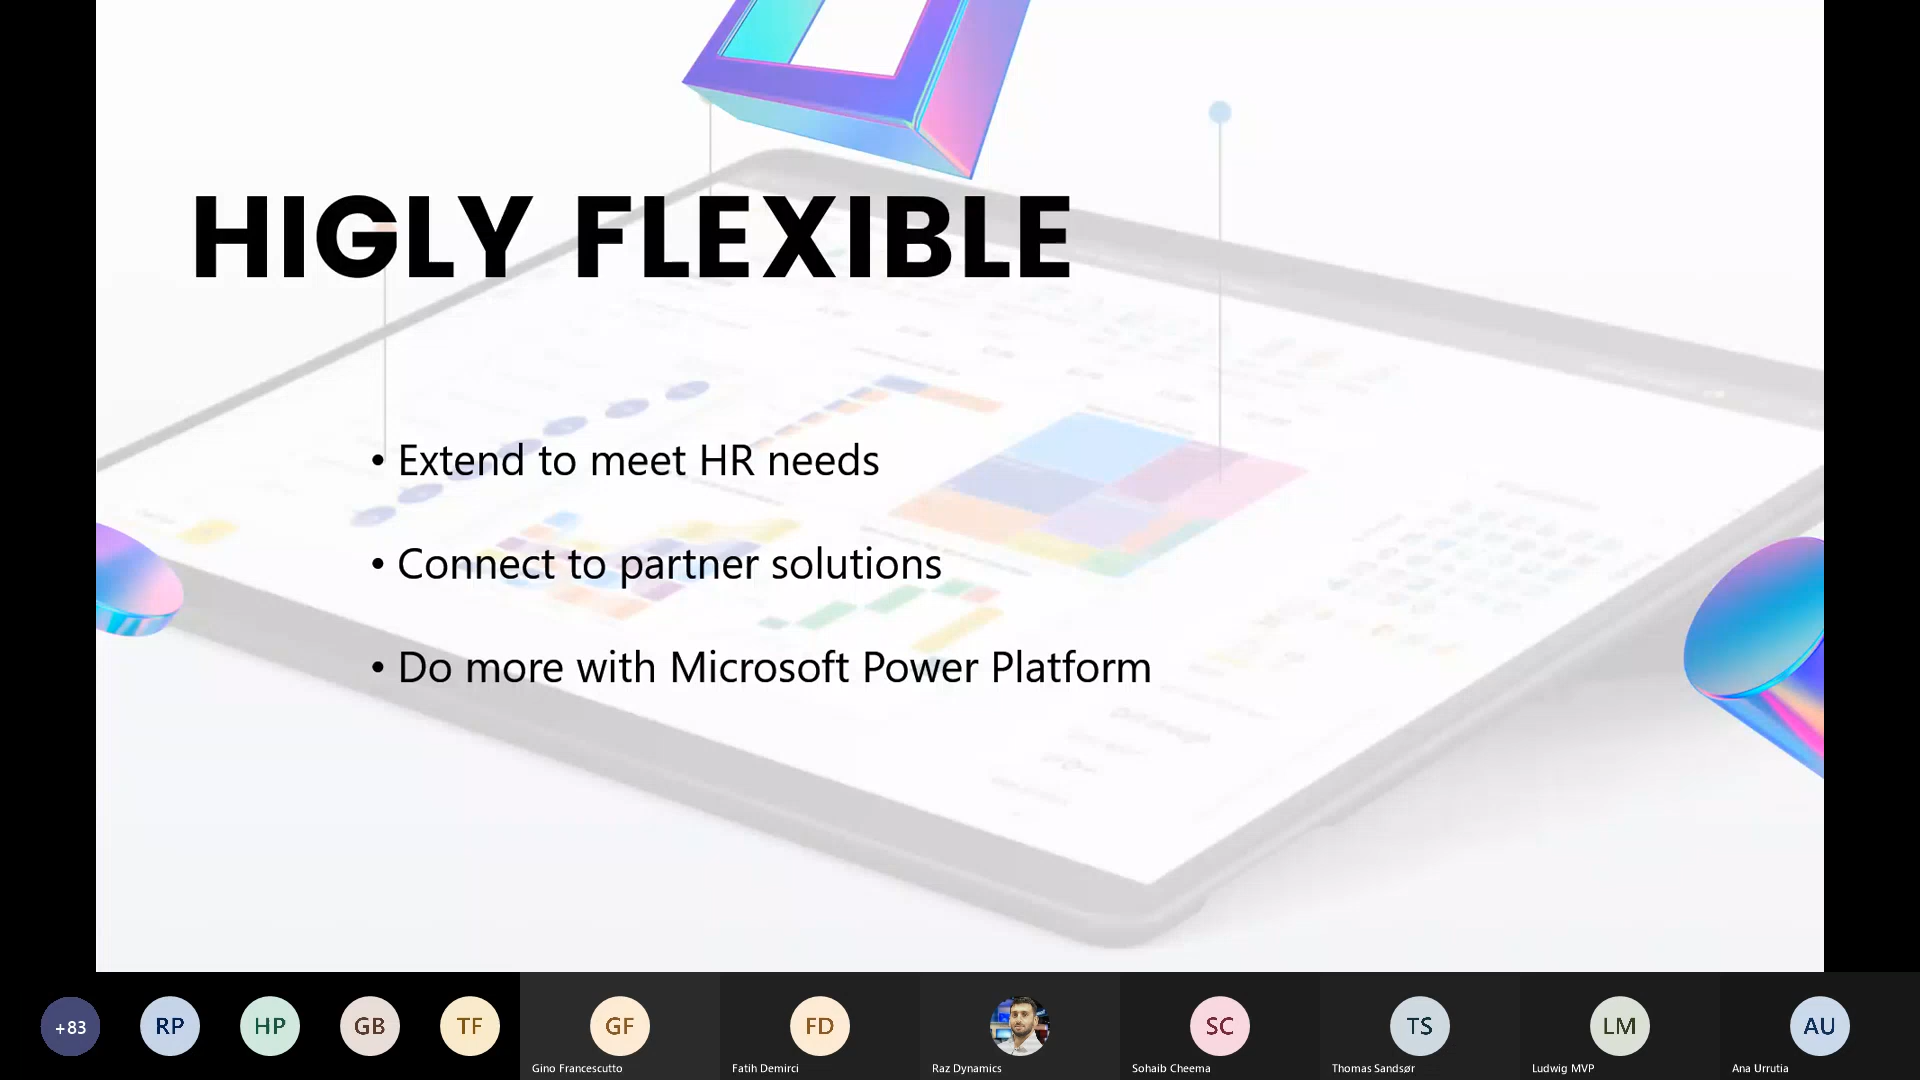 HIGLY FLEXIBLE
• Extend to meet HR needs
• Connect to partner solutions
• Do more with Microsoft Power Platform
+83
RP
HP
GB
TF
GF
FD
SC
TS
LM
AU
Gino Francescutto
Fatih Demirci
Raz Dynamics
Sohaib Cheema
Thomas Sandsør
Ludwig MVP
Ana Urrutia